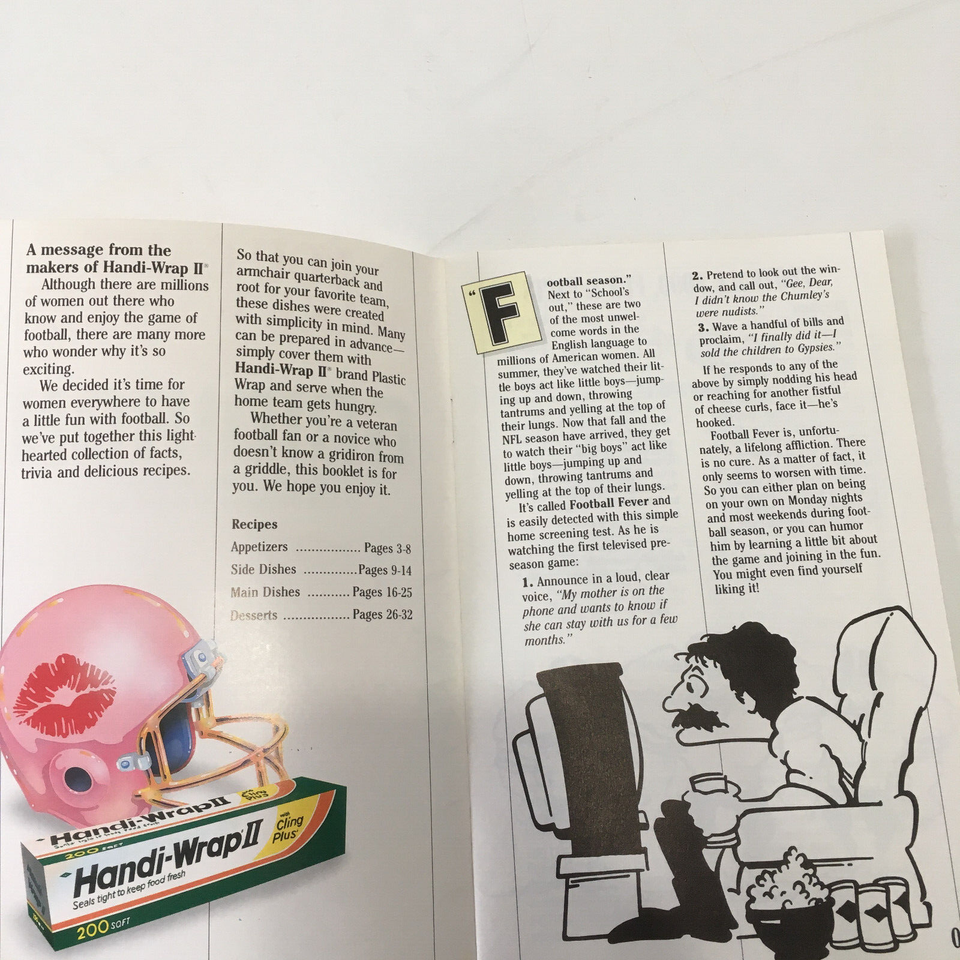 A message from the
makers of Handi-Wrap II®
Although there are millions
of women out there who
know and enjoy the game of
football, there are many more
who wonder why it's so
exciting.
We decided it's time for
women everywhere to have
a little fun with football. So
we've put together this light-
hearted collection of facts,
trivia and delicious recipes.
So that you can join your
armchair quarterback and
root for your favorite team,
these dishes were created
with simplicity in mind. Many
can be prepared in advance—
simply cover them with
Handi-Wrap II® brand Plastic
Wrap and serve when the
home team gets hungry.
Whether you're a veteran
football fan or a novice who
doesn't know a gridiron from
a griddle, this booklet is for
you. We hope you enjoy it.
Recipes
Appetizers ................. Pages 3-8
Side Dishes ............. Pages 9-14
Main Dishes ........... Pages 16-25
Desserts ................. Pages 26-32
Handi-Wrap II
Cling Plus
200 SQ FT
Handi-Wrap II
with
Cling
Plus
Seals tight to keep food fresh
200 SQ FT
"F
ootball season."
Next to "School's
out," these are two
of the most unwel-
come words in the
English language to
millions of American women. All
summer, they've watched their lit-
tle boys act like little boys—jump-
ing up and down, throwing
tantrums and yelling at the top of
their lungs. Now that fall and the
NFL season have arrived, they get
to watch their "big boys" act like
little boys—jumping up and
down, throwing tantrums and
yelling at the top of their lungs.
It's called Football Fever and
is easily detected with this simple
home screening test. As he is
watching the first televised pre-
season game:
1. Announce in a loud, clear
voice, "My mother is on the
phone and wants to know if
she can stay with us for a few
months."
2. Pretend to look out the win-
dow, and call out, "Gee, Dear,
I didn't know the Chumley's
were nudists."
3. Wave a handful of bills and
proclaim, "I finally did it—I
sold the children to Gypsies."
If he responds to any of the
above by simply nodding his head
or reaching for another fistful
of cheese curls, face it—he's
hooked.
Football Fever is, unfortu-
nately, a lifelong affliction. There
is no cure. As a matter of fact, it
only seems to worsen with time.
So you can either plan on being
on your own on Monday nights
and most weekends during foot-
ball season, or you can humor
him by learning a little bit about
the game and joining in the fun.
You might even find yourself
liking it!
0